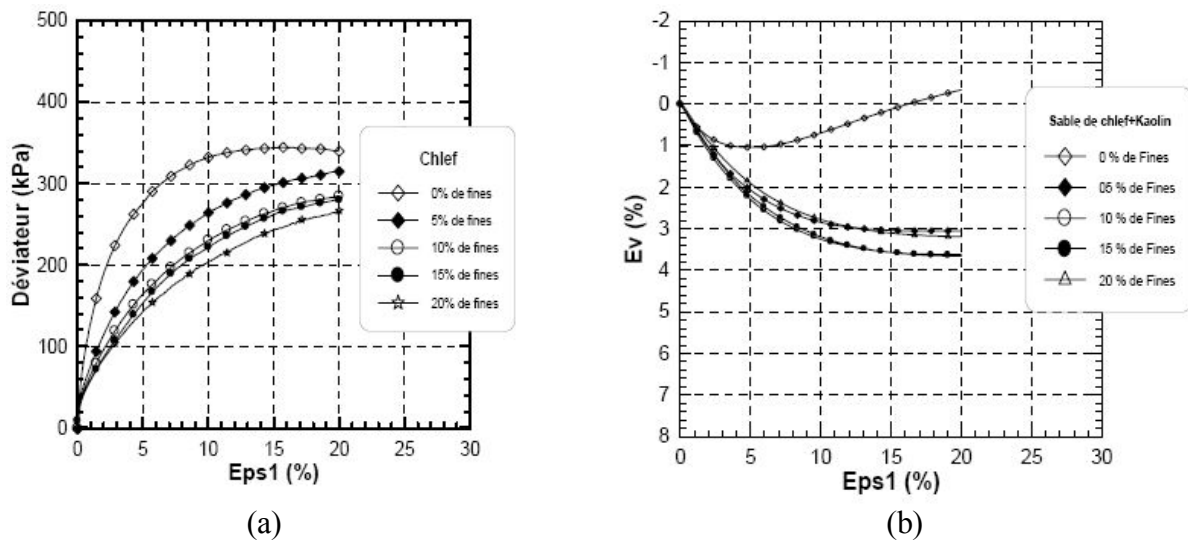 500
400
300
200
100
0
0
5
10
15
20
25
30
Déviateur (kPa)
Eps1 (%)
Chlef
0% de fines
5% de fines
10% de fines
15% de fines
20% de fines
(a)
-2
-1
0
1
2
3
4
5
6
7
8
0
5
10
15
20
25
30
Ev (%)
Eps1 (%)
Sable de chlef+Kaolin
0 % de Fines
05 % de Fines
10 % de Fines
15 % de Fines
20 % de Fines
(b)